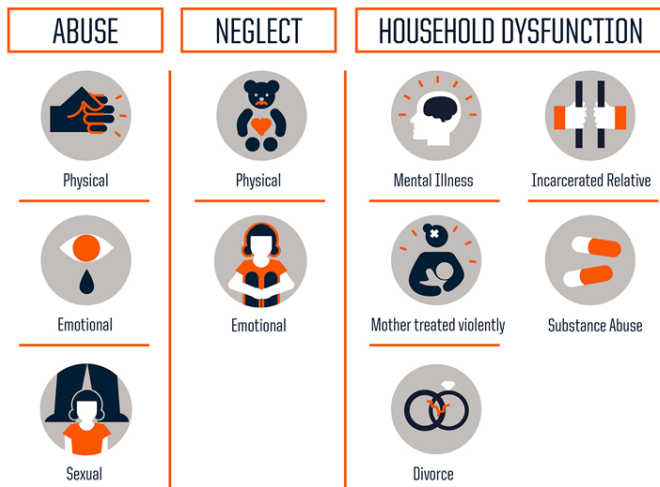 ABUSE
NEGLECT
HOUSEHOLD DYSFUNCTION
Physical
Physical
Mental Illness
Incarcerated Relative
Emotional
Emotional
Mother treated violently
Substance Abuse
Sexual
Divorce